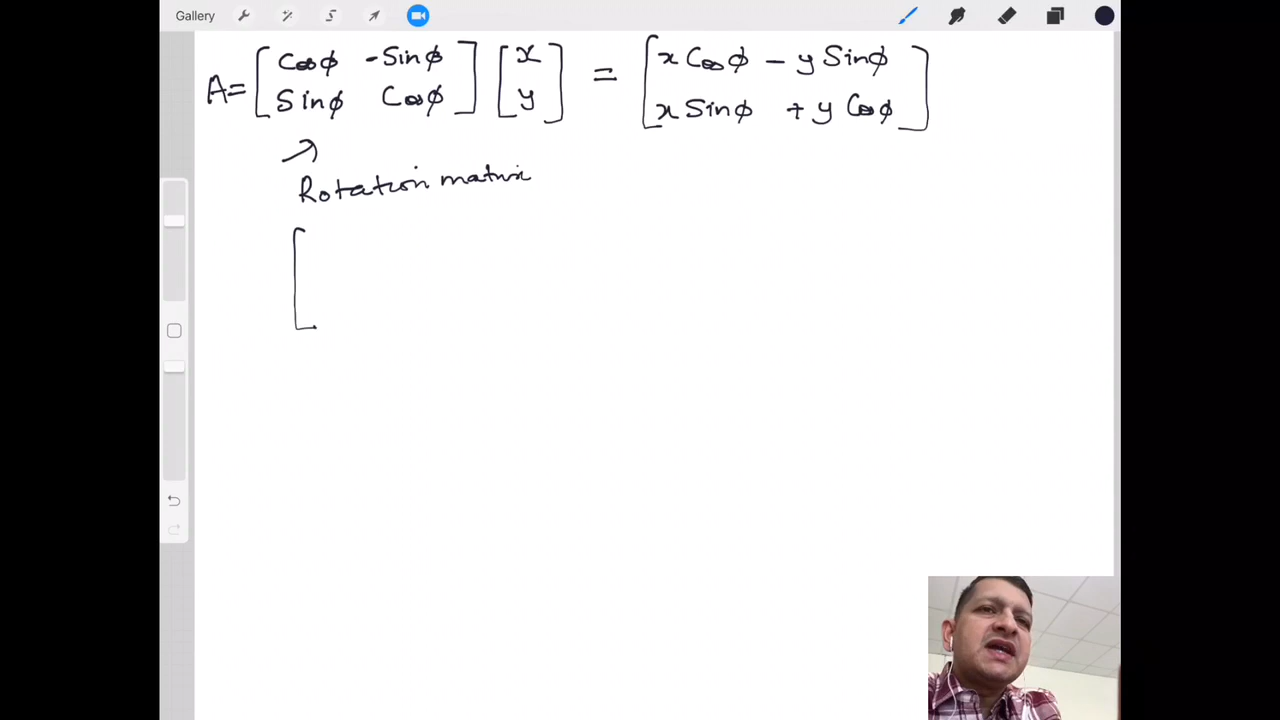 Gallery
A = [ Cosϕ -Sinϕ ] [ x ] = [ x Cosϕ - y Sinϕ ]
[ Sinϕ Cosϕ ] [ y ] [ x Sinϕ + y Cosϕ ]
Rotation matrix
[